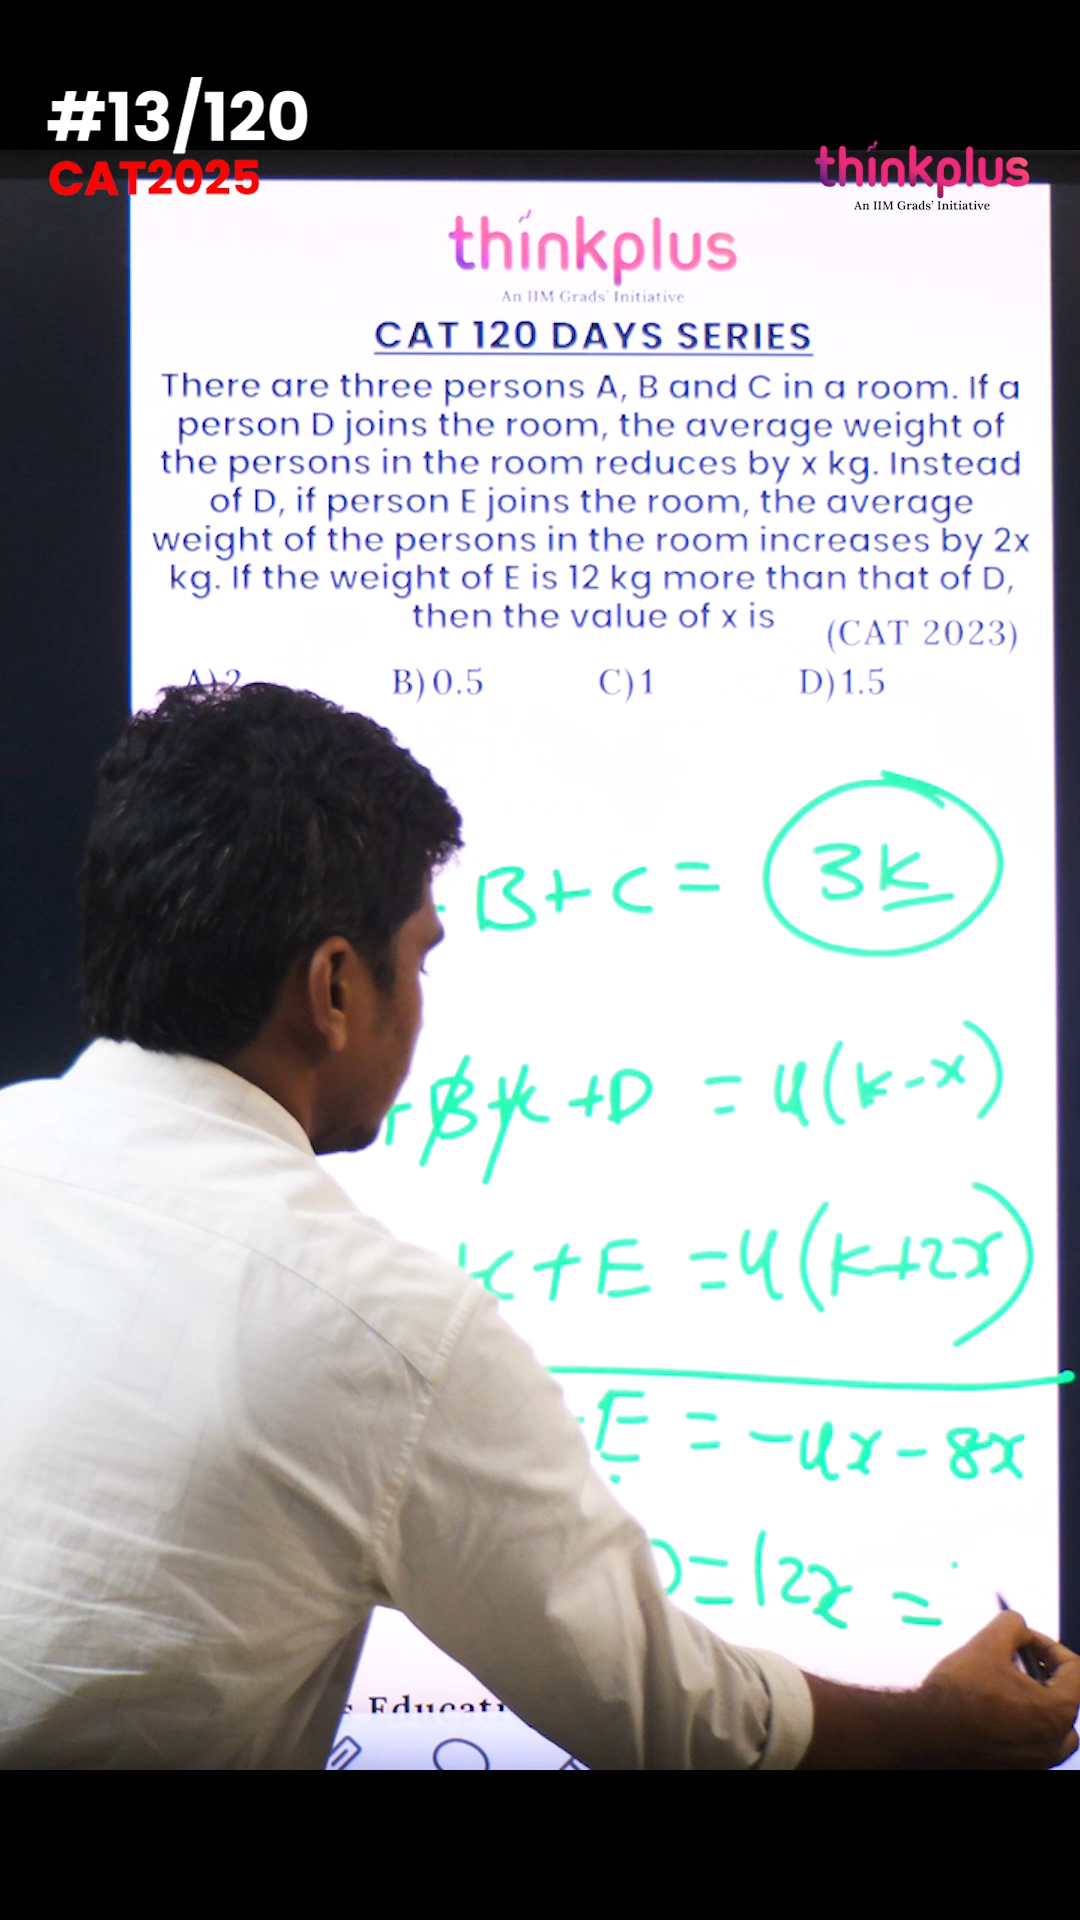 #13/120
CAT2025
thinkplus
An IIM Grads' Initiative
thinkplus
An IIM Grads' Initiative
CAT 120 DAYS SERIES
There are three persons A, B and C in a room. If a
person D joins the room, the average weight of
the persons in the room reduces by x kg. Instead
of D, if person E joins the room, the average
weight of the persons in the room increases by 2x
kg. If the weight of E is 12 kg more than that of D,
then the value of x is
(CAT 2023)
A) 2 B) 0.5 C) 1 D) 1.5
B + C = 3k
+ B + C + D = 4(k-x)
+ E = 4(k+2x)
E = -4x - 8x
= 12x =